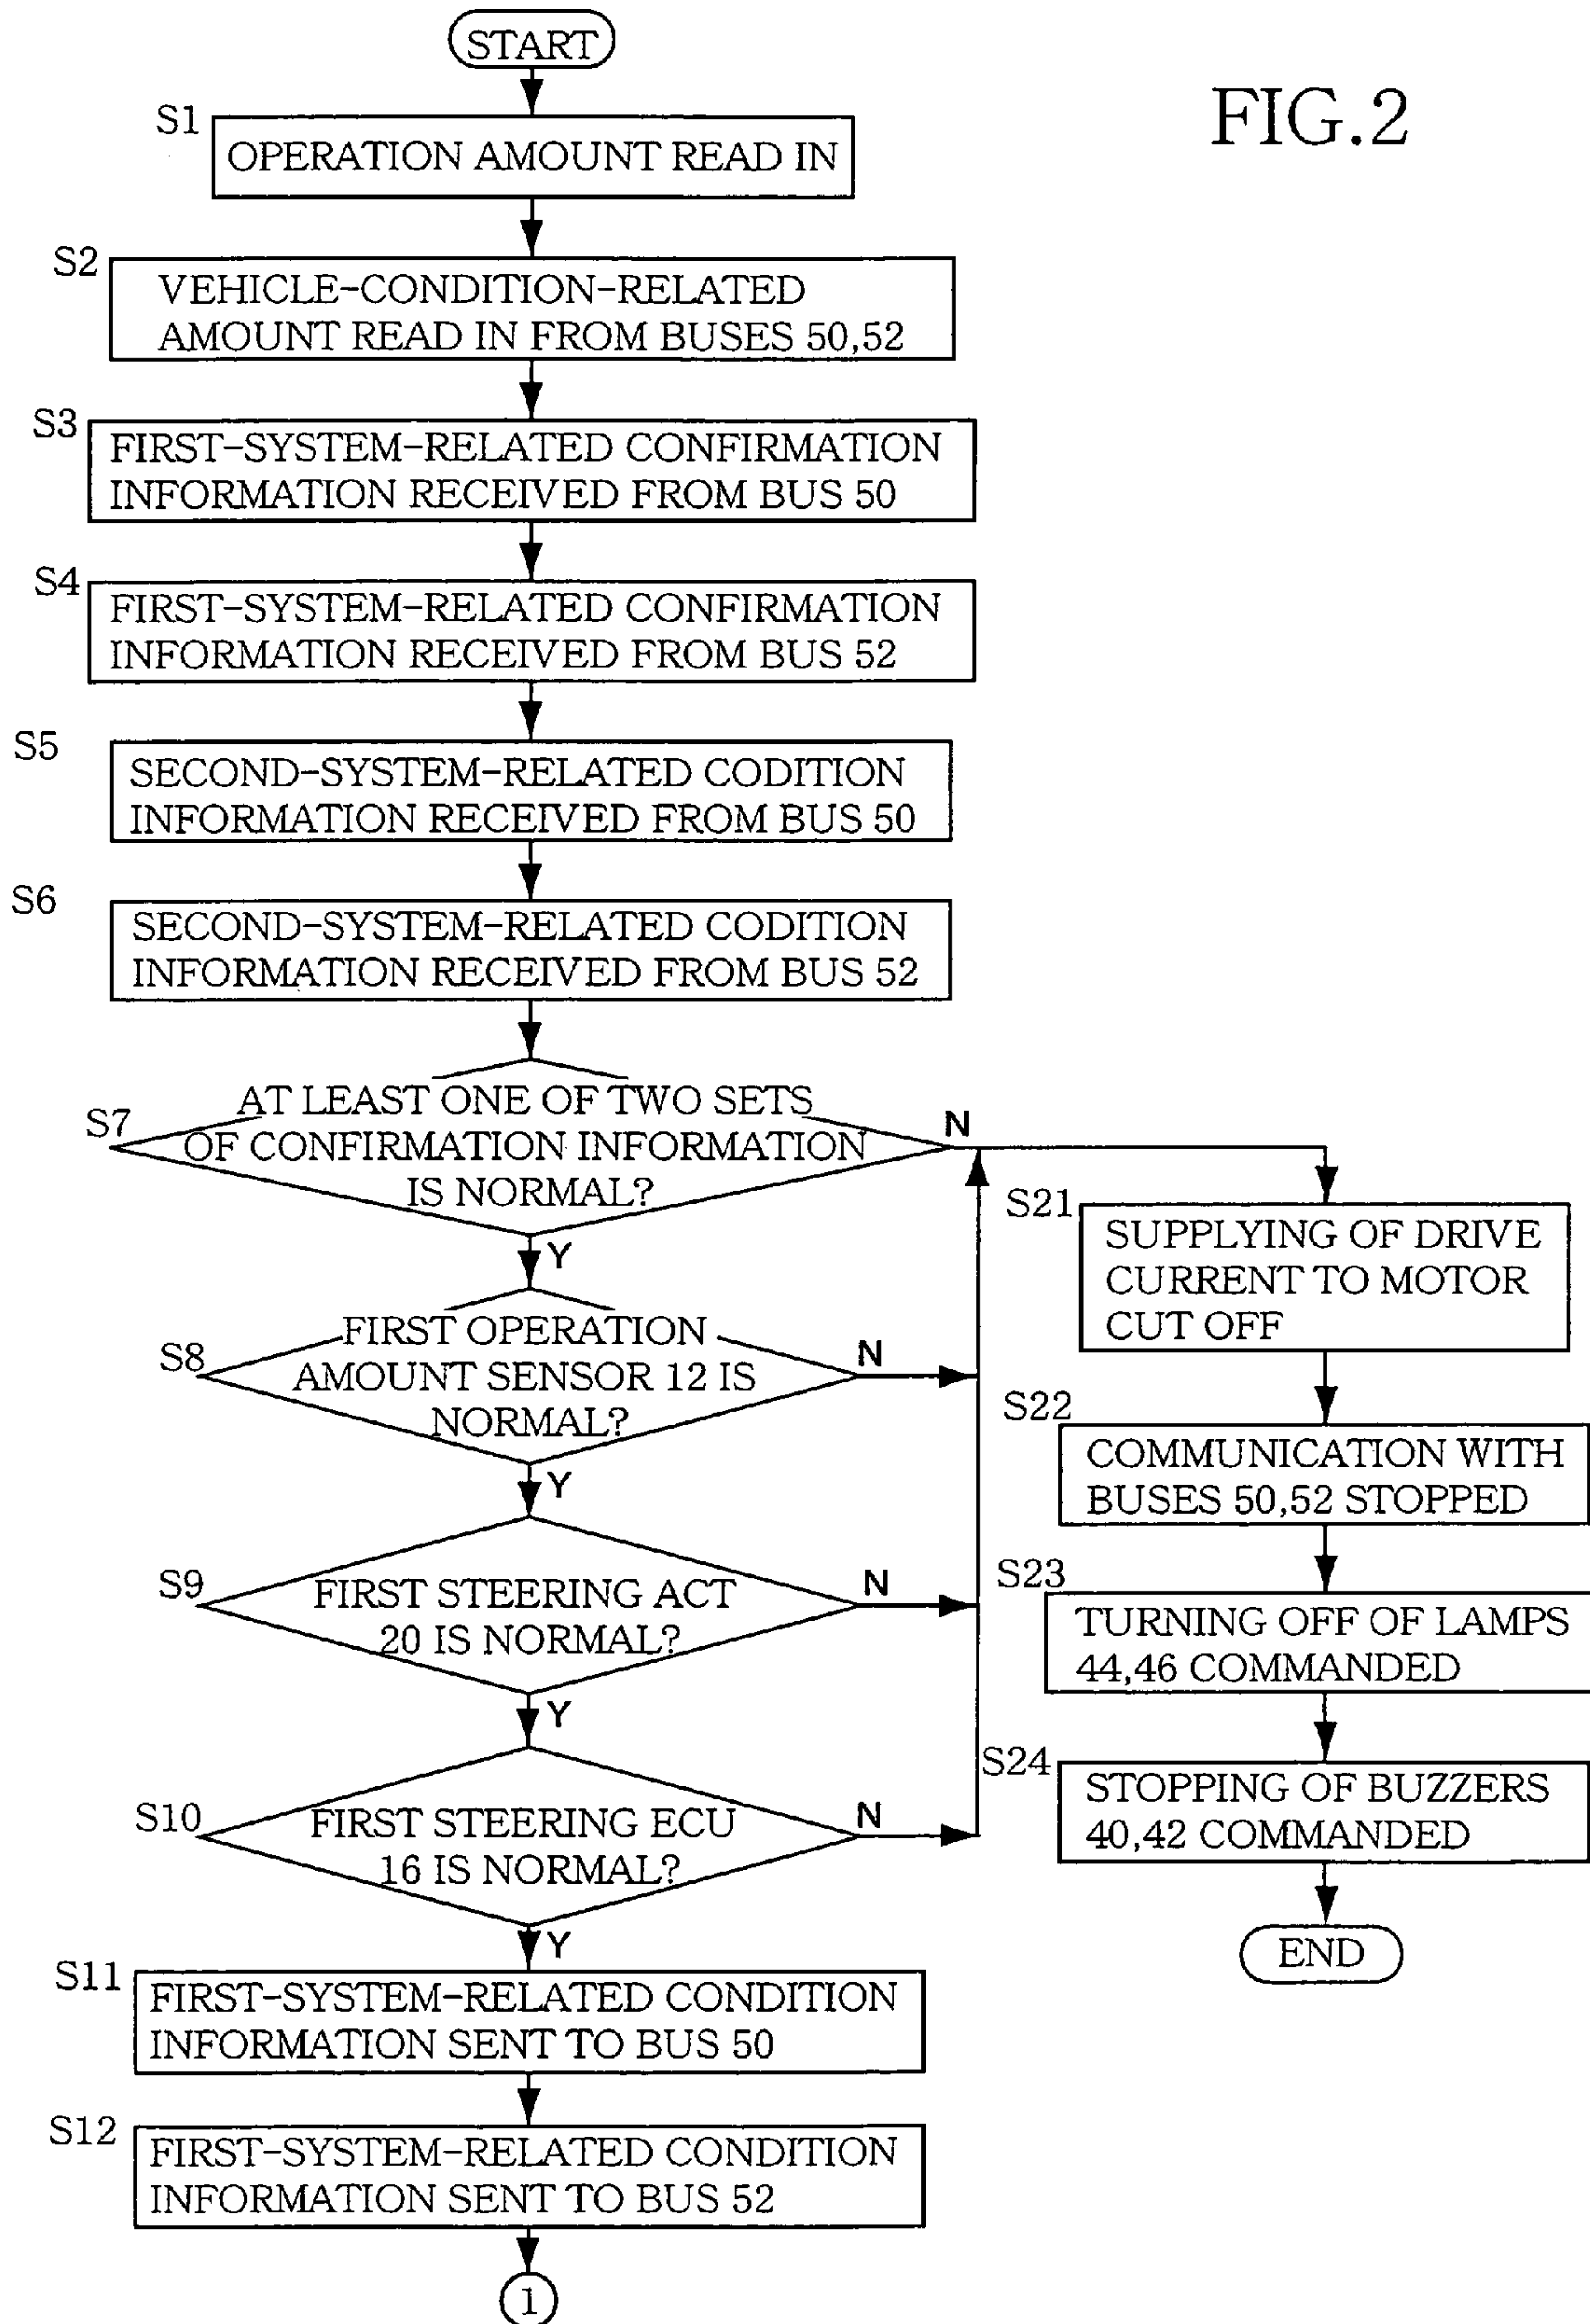 FIG.2
START
S1
OPERATION AMOUNT READ IN
S2
VEHICLE-CONDITION-RELATED
AMOUNT READ IN FROM BUSES 50,52
S3
FIRST-SYSTEM-RELATED CONFIRMATION
INFORMATION RECEIVED FROM BUS 50
S4
FIRST-SYSTEM-RELATED CONFIRMATION
INFORMATION RECEIVED FROM BUS 52
S5
SECOND-SYSTEM-RELATED CODITION
INFORMATION RECEIVED FROM BUS 50
S6
SECOND-SYSTEM-RELATED CODITION
INFORMATION RECEIVED FROM BUS 52
S7
AT LEAST ONE OF TWO SETS
OF CONFIRMATION INFORMATION
IS NORMAL?
N
Y
S8
FIRST OPERATION
AMOUNT SENSOR 12 IS
NORMAL?
N
Y
S9
FIRST STEERING ACT
20 IS NORMAL?
N
Y
S10
FIRST STEERING ECU
16 IS NORMAL?
N
Y
S11
FIRST-SYSTEM-RELATED CONDITION
INFORMATION SENT TO BUS 50
S12
FIRST-SYSTEM-RELATED CONDITION
INFORMATION SENT TO BUS 52
1
S21
SUPPLYING OF DRIVE
CURRENT TO MOTOR
CUT OFF
S22
COMMUNICATION WITH
BUSES 50,52 STOPPED
S23
TURNING OFF OF LAMPS
44,46 COMMANDED
S24
STOPPING OF BUZZERS
40,42 COMMANDED
END